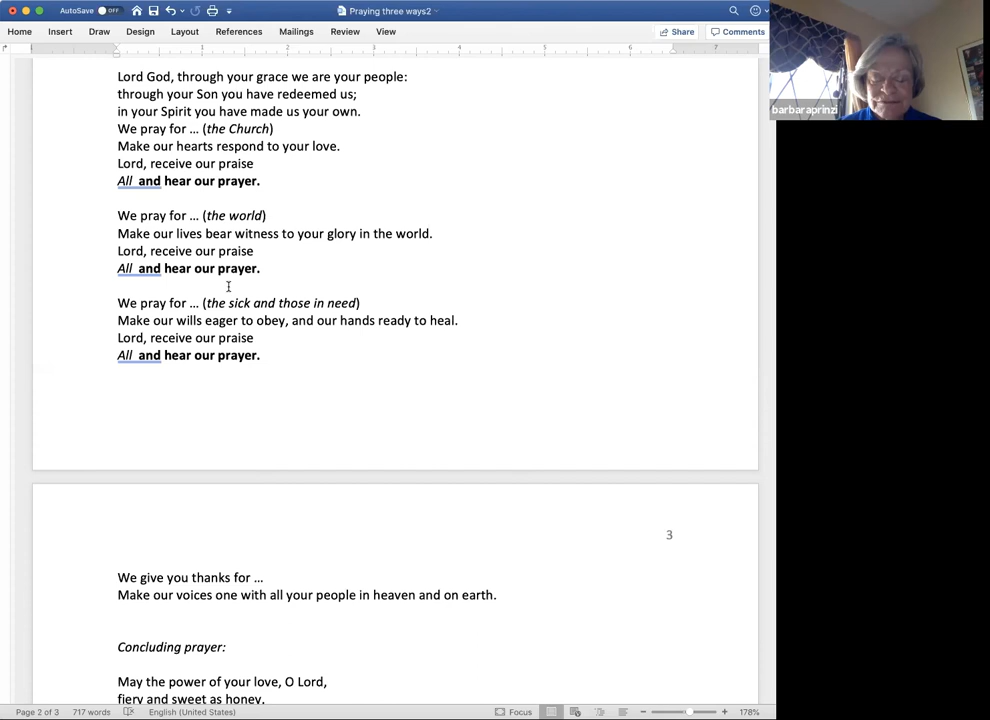 AutoSave OFF Praying three ways2
Home Insert Draw Design Layout References Mailings Review View Share Comments
1 1 2 3 4 5 6 7
Lord God, through your grace we are your people:
through your Son you have redeemed us;
in your Spirit you have made us your own.
We pray for ... (the Church)
Make our hearts respond to your love.
Lord, receive our praise
All and hear our prayer.
We pray for ... (the world)
Make our lives bear witness to your glory in the world.
Lord, receive our praise
All and hear our prayer.
We pray for ... (the sick and those in need)
Make our wills eager to obey, and our hands ready to heal.
Lord, receive our praise
All and hear our prayer.
3
We give you thanks for ...
Make our voices one with all your people in heaven and on earth.
Concluding prayer:
May the power of your love, O Lord,
fiery and sweet as honey,
Page 2 of 3 717 words English (United States) Focus 178%
barbaraprinzi